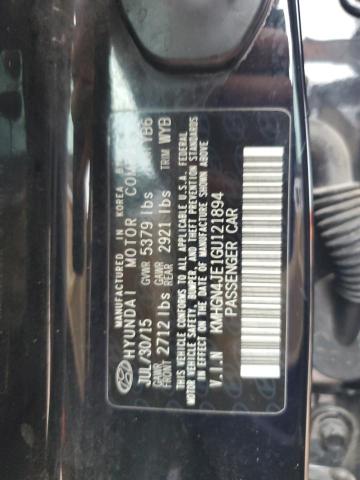 MANUFACTURED IN KOREA
HYUNDAI MOTOR COM YB6
JUL/30/15 GVWR 5379 lbs TRIM WYB
GAWR FRONT 2712 lbs GAWR REAR 2921 lbs
THIS VEHICLE CONFORMS TO ALL APPLICABLE U.S.A. FEDERAL
MOTOR VEHICLE SAFETY, BUMPER, AND THEFT PREVENTION STANDARDS
IN EFFECT ON THE DATE OF MANUFACTURE SHOWN ABOVE
V.I.N KMHGN4JE1GU121894
PASSENGER CAR